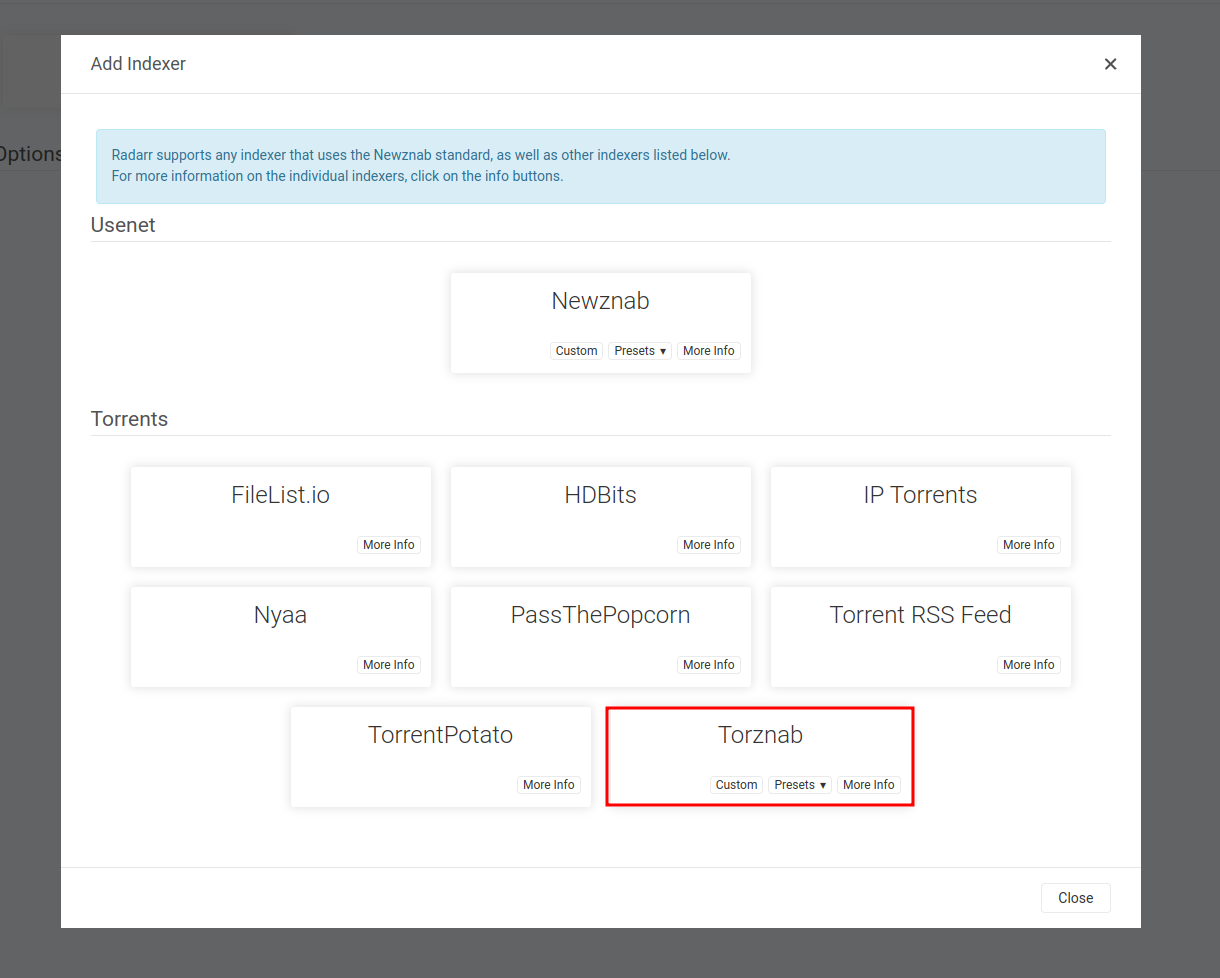 Add Indexer
Options
Radarr supports any indexer that uses the Newznab standard, as well as other indexers listed below.
For more information on the individual indexers, click on the info buttons.
Usenet
Newznab
Custom Presets ▾ More Info
Torrents
FileList.io
More Info
HDBits
More Info
IP Torrents
More Info
Nyaa
More Info
PassThePopcorn
More Info
Torrent RSS Feed
More Info
TorrentPotato
More Info
Torznab
Custom Presets ▾ More Info
Close